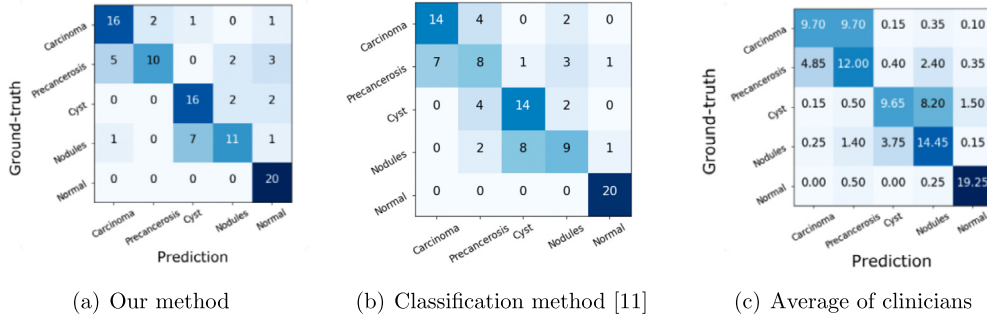 Ground-truth
Carcinoma 16 2 1 0 1
Precancerosis 5 10 0 2 3
Cyst 0 0 16 2 2
Nodules 1 0 7 11 1
Normal 0 0 0 0 20
Carcinoma Precancerosis Cyst Nodules Normal
Prediction
(a) Our method
Carcinoma 14 4 0 2 0
Precancerosis 7 8 1 3 1
Cyst 0 4 14 2 0
Nodules 0 2 8 9 1
Normal 0 0 0 0 20
Carcinoma Precancerosis Cyst Nodules Normal
(b) Classification method [11]
Ground-truth
Carcinoma 9.70 9.70 0.15 0.35 0.10
Precancerosis 4.85 12.00 0.40 2.40 0.35
Cyst 0.15 0.50 9.65 8.20 1.50
Nodules 0.25 1.40 3.75 14.45 0.15
Normal 0.00 0.50 0.00 0.25 19.25
Carcinoma Precancerosis Cyst Nodules Normal
Prediction
(c) Average of clinicians